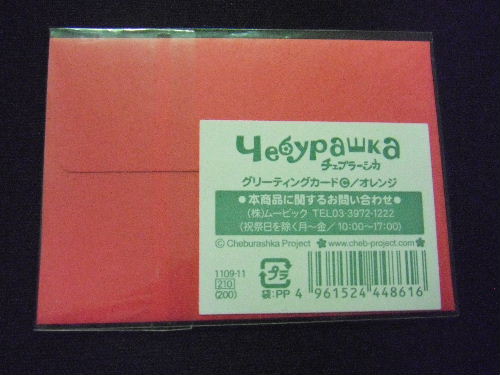 Чебурашка
チェブラーシカ
グリーティングカードⒸ/オレンジ
●本商品に関するお問い合わせ●
(株)ムービック TEL03-3972-1222
(祝祭日を除く月〜金/10:00〜17:00)
© Cheburashka Project www.cheb-project.com
1109-11
210
(200)
プラ
袋:PP
4 961524 448616